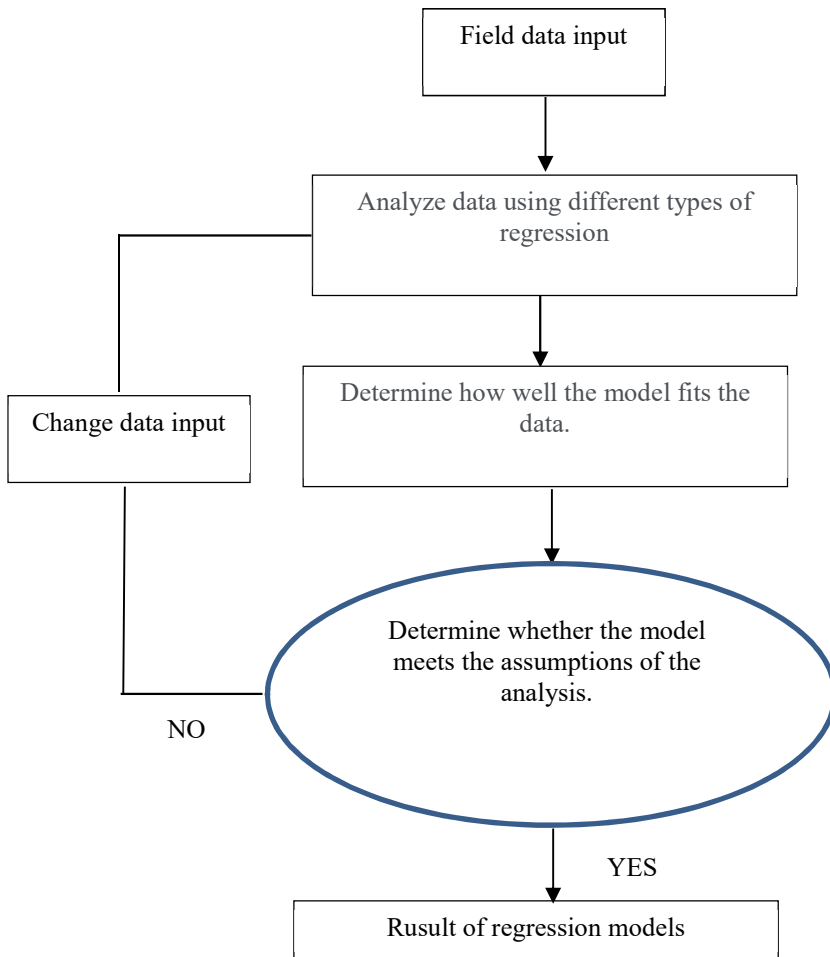 Field data input
Analyze data using different types of
regression
Determine how well the model fits the
data.
Change data input
Determine whether the model
meets the assumptions of the
analysis.
NO
YES
Rusult of regression models